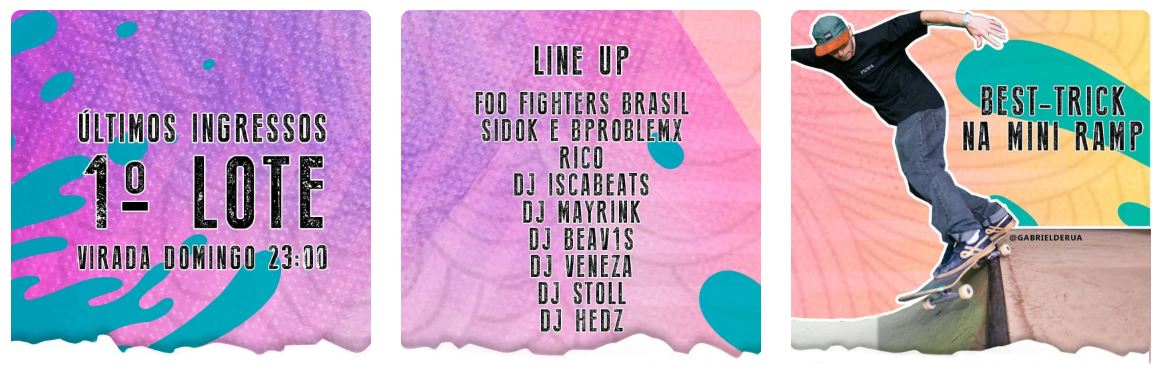 ÚLTIMOS INGRESSOS
1º LOTE
VIRADA DOMINGO 23:00
LINE UP
FOO FIGHTERS BRASIL
SIDOK E BPROBLEMX
RICO
DJ ISCABEATS
DJ MAYRINK
DJ BEAV1S
DJ VENEZA
DJ STOLL
DJ HEDZ
BEST-TRICK
NA MINI RAMP
@GABRIELDERUA